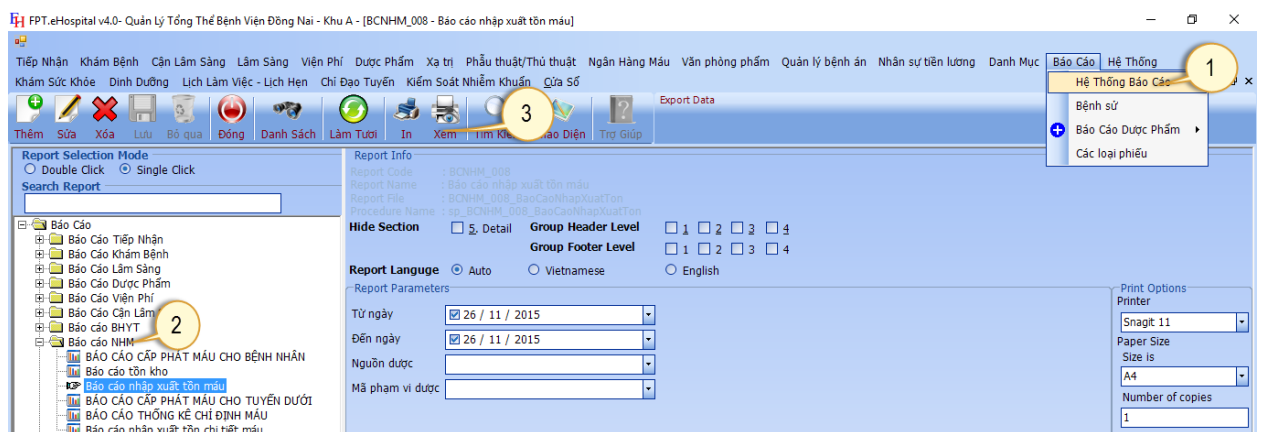 FPT.eHospital v4.0- Quản Lý Tổng Thể Bệnh Viện Đồng Nai - Khu A - [BCNHM_008 - Báo cáo nhập xuất tồn máu]
Tiếp Nhận Khám Bệnh Cận Lâm Sàng Lâm Sàng Viện Phí Dược Phẩm Xạ trị Phẫu thuật/Thủ thuật Ngân Hàng Máu Văn phòng phẩm Quản lý bệnh án Nhân sự tiền lương Danh Mục Báo Cáo Hệ Thống
Khám Sức Khỏe Dinh Dưỡng Lịch Làm Việc - Lịch Hẹn Chỉ Đạo Tuyến Kiểm Soát Nhiễm Khuẩn Cửa Sổ
Hệ Thống Báo Cáo
1
Bệnh sử
Báo Cáo Dược Phẩm
Các loại phiếu
Export Data
3
Thêm Sửa Xóa Lưu Bỏ qua Đóng Danh Sách Làm Tươi In Xem Tìm Diện Trợ Giúp
Report Selection Mode
Double Click Single Click
Search Report
Báo Cáo
Báo Cáo Tiếp Nhận
Báo Cáo Khám Bệnh
Báo Cáo Lâm Sàng
Báo Cáo Dược Phẩm
Báo Cáo Viện Phí
Báo Cáo Cận Lâm
Báo cáo BHYT
2
Báo cáo NHM
BÁO CÁO CẤP PHÁT MÁU CHO BỆNH NHÂN
Báo cáo tồn kho
Báo cáo nhập xuất tồn máu
BÁO CÁO CẤP PHÁT MÁU CHO TUYẾN DƯỚI
BÁO CÁO THỐNG KÊ CHỈ ĐỊNH MÁU
Báo cáo nhập xuất tồn chi tiết máu
Report Info
Report Code : BCNHM_008
Report Name : Báo cáo nhập xuất tồn máu
Report File : BCNHM_008_BaoCaoNhapXuatTon
Procedure Name : sp_BCNHM_008_BaoCaoNhapXuatTon
Hide Section 5. Detail Group Header Level 1 2 3 4
Group Footer Level 1 2 3 4
Report Languge Auto Vietnamese English
Report Parameters
Từ ngày 26 / 11 / 2015
Đến ngày 26 / 11 / 2015
Nguồn dược
Mã phạm vi dược
Print Options
Printer
Snagit 11
Paper Size
Size is
A4
Number of copies
1